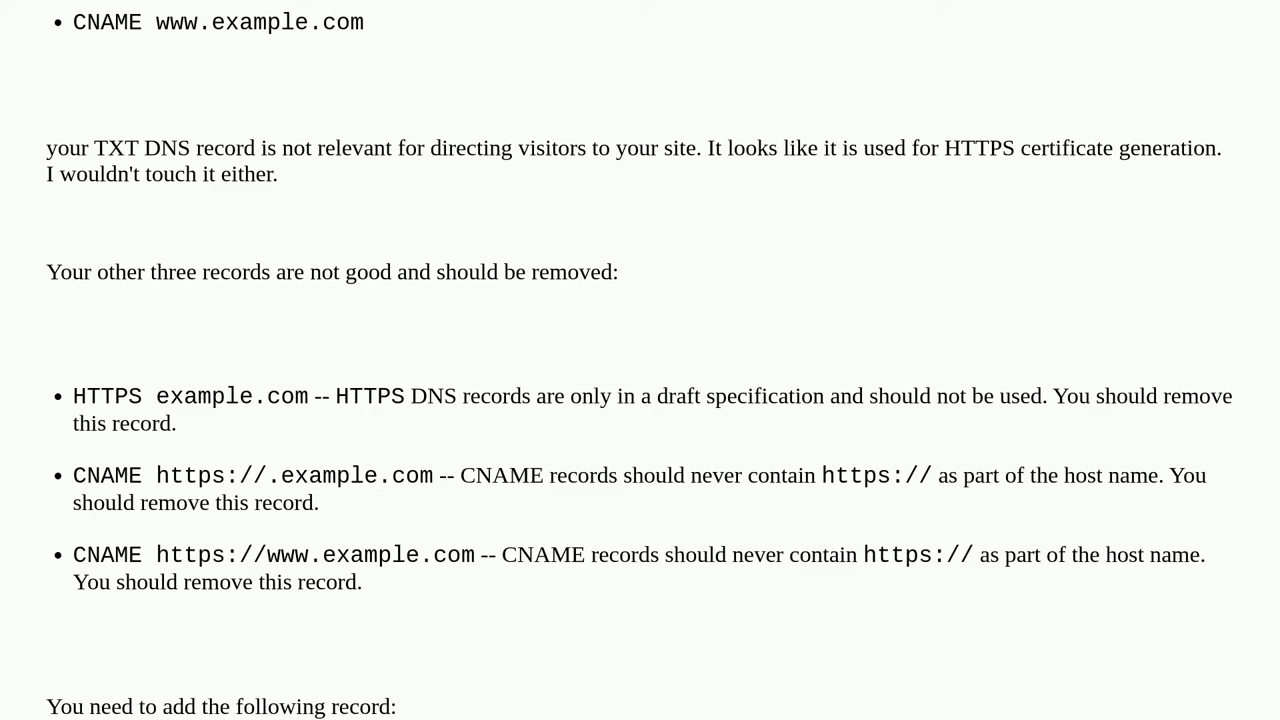 • CNAME www.example.com
your TXT DNS record is not relevant for directing visitors to your site. It looks like it is used for HTTPS certificate generation.
I wouldn't touch it either.
Your other three records are not good and should be removed:
• HTTPS example.com -- HTTPS DNS records are only in a draft specification and should not be used. You should remove
this record.
• CNAME https://.example.com -- CNAME records should never contain https:// as part of the host name. You
should remove this record.
• CNAME https://www.example.com -- CNAME records should never contain https:// as part of the host name.
You should remove this record.
You need to add the following record: